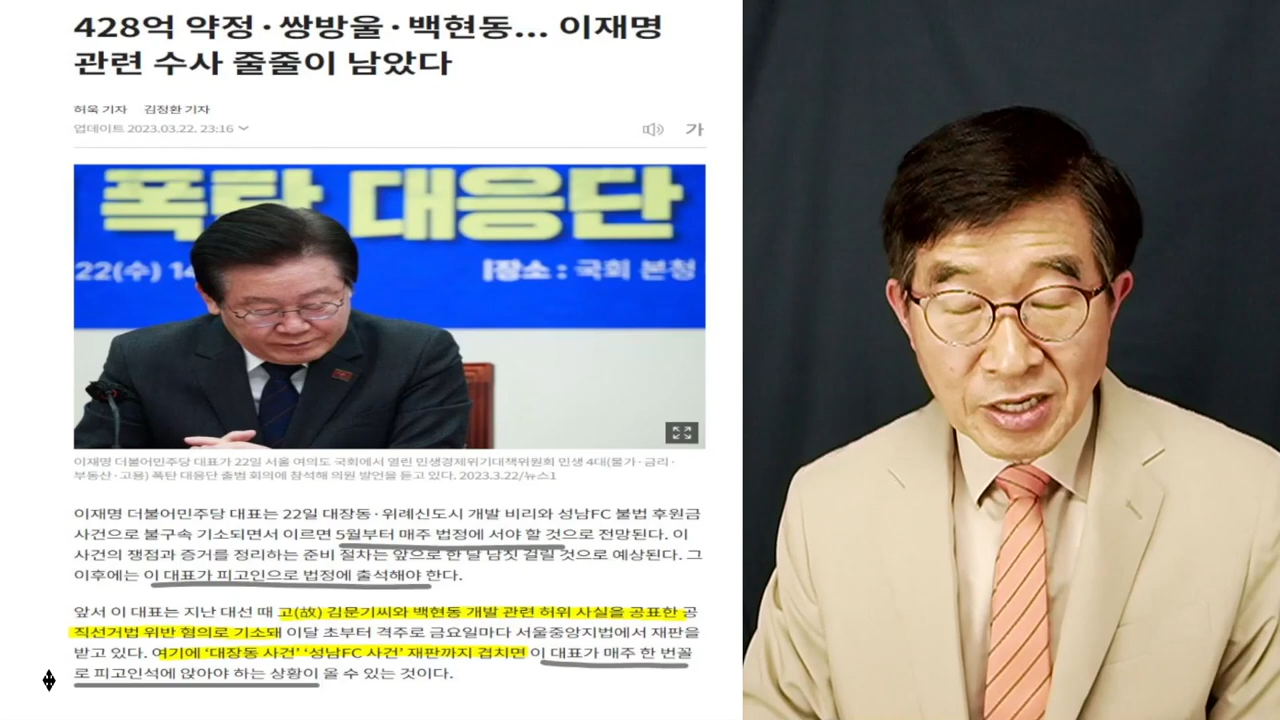 428억 약정·쌍방울·백현동... 이재명
관련 수사 줄줄이 남았다
허욱 기자 김정환 기자
업데이트 2023.03.22. 23:16
가
폭탄 대응단
22(수) 14
장소 : 국회 본청
이재명 더불어민주당 대표가 22일 서울 여의도 국회에서 열린 민생경제위기대책위원회 민생 4대(물가·금리·
부동산·고용) 폭탄 대응단 출범 회의에 참석해 의원 발언을 듣고 있다. 2023.3.22/뉴스1
이재명 더불어민주당 대표는 22일 대장동·위례신도시 개발 비리와 성남FC 불법 후원금
사건으로 불구속 기소되면서 이르면 5월부터 매주 법정에 서야 할 것으로 전망된다. 이
사건의 쟁점과 증거를 정리하는 준비 절차는 앞으로 한 달 남짓 걸릴 것으로 예상된다. 그
이후에는 이 대표가 피고인으로 법정에 출석해야 한다.
앞서 이 대표는 지난 대선 때 고(故) 김문기씨와 백현동 개발 관련 허위 사실을 공표한 공
직선거법 위반 혐의로 기소돼 이달 초부터 격주로 금요일마다 서울중앙지법에서 재판을
받고 있다. 여기에 ‘대장동 사건’ ‘성남FC 사건’ 재판까지 겹치면 이 대표가 매주 한 번꼴
로 피고인석에 앉아야 하는 상황이 올 수 있는 것이다.